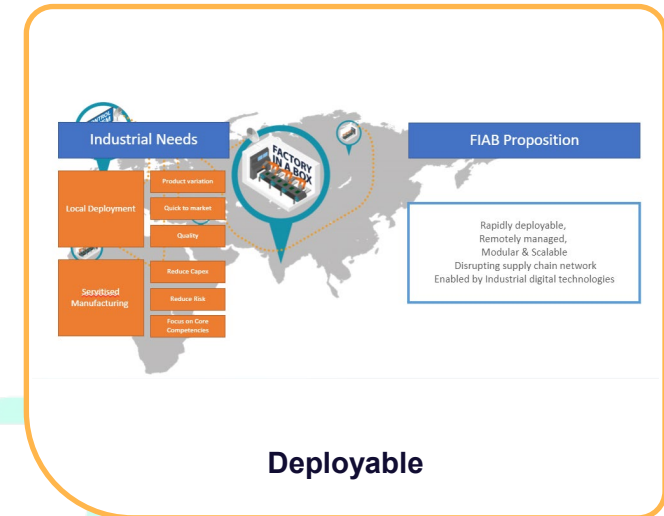 Industrial Needs
FIAB Proposition
FACTORY
IN A BOX
Local Deployment
Product variation
Quick to market
Quality
Servitised
Manufacturing
Reduce Capex
Reduce Risk
Focus on Core
Competencies
Rapidly deployable,
Remotely managed,
Modular & Scalable
Disrupting supply chain network
Enabled by Industrial digital technologies
Deployable